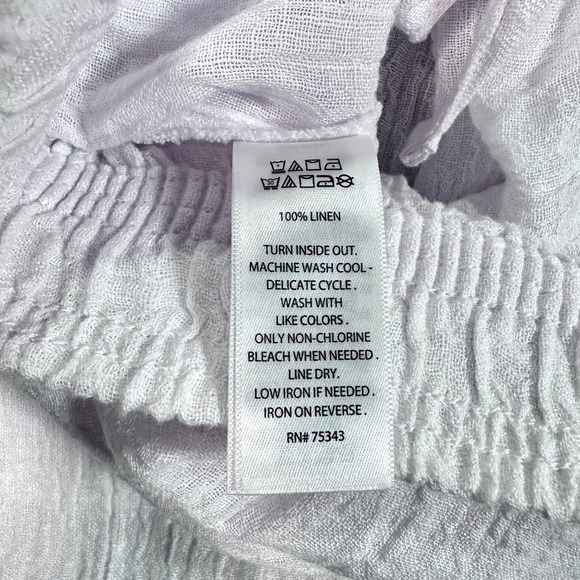 100% LINEN
TURN INSIDE OUT.
MACHINE WASH COOL -
DELICATE CYCLE .
WASH WITH
LIKE COLORS .
ONLY NON-CHLORINE
BLEACH WHEN NEEDED .
LINE DRY.
LOW IRON IF NEEDED .
IRON ON REVERSE .
RN# 75343